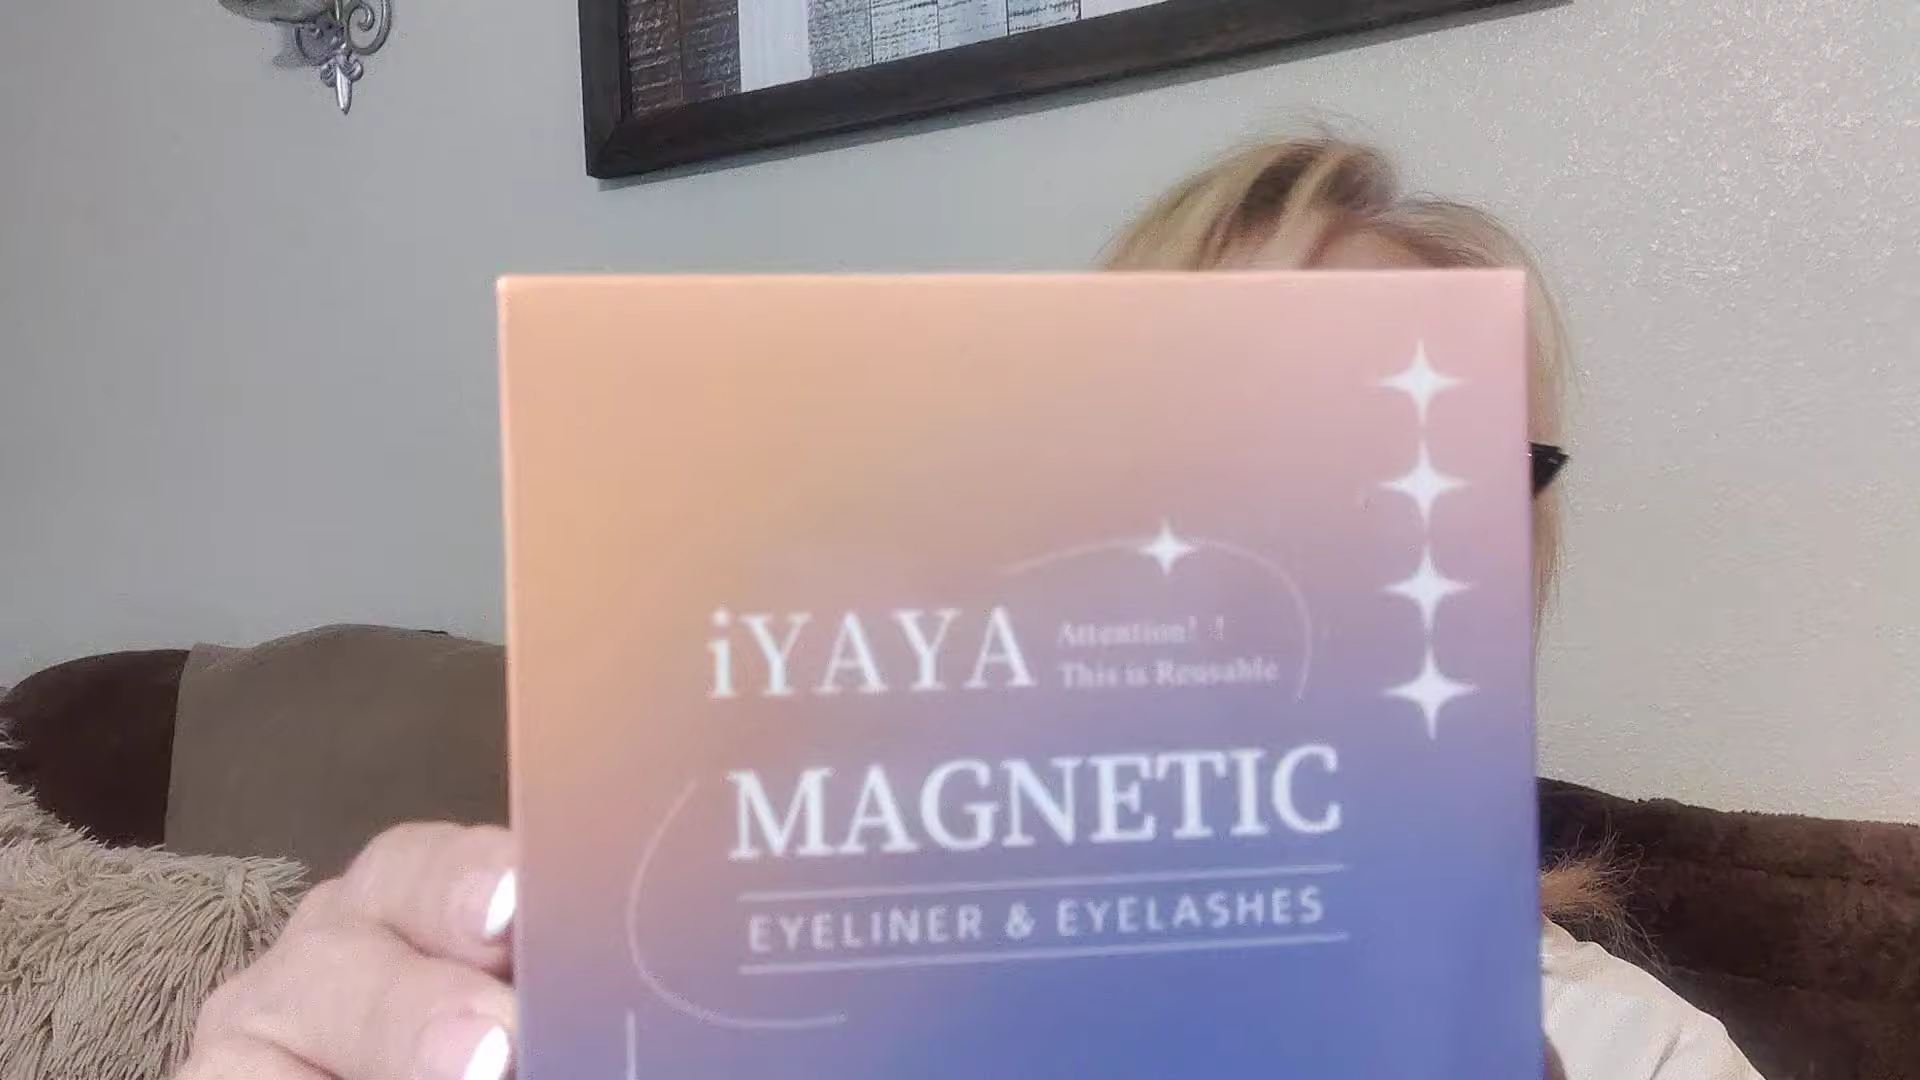 iYAYA
Attention! !
This is Reusable
MAGNETIC
EYELINER & EYELASHES